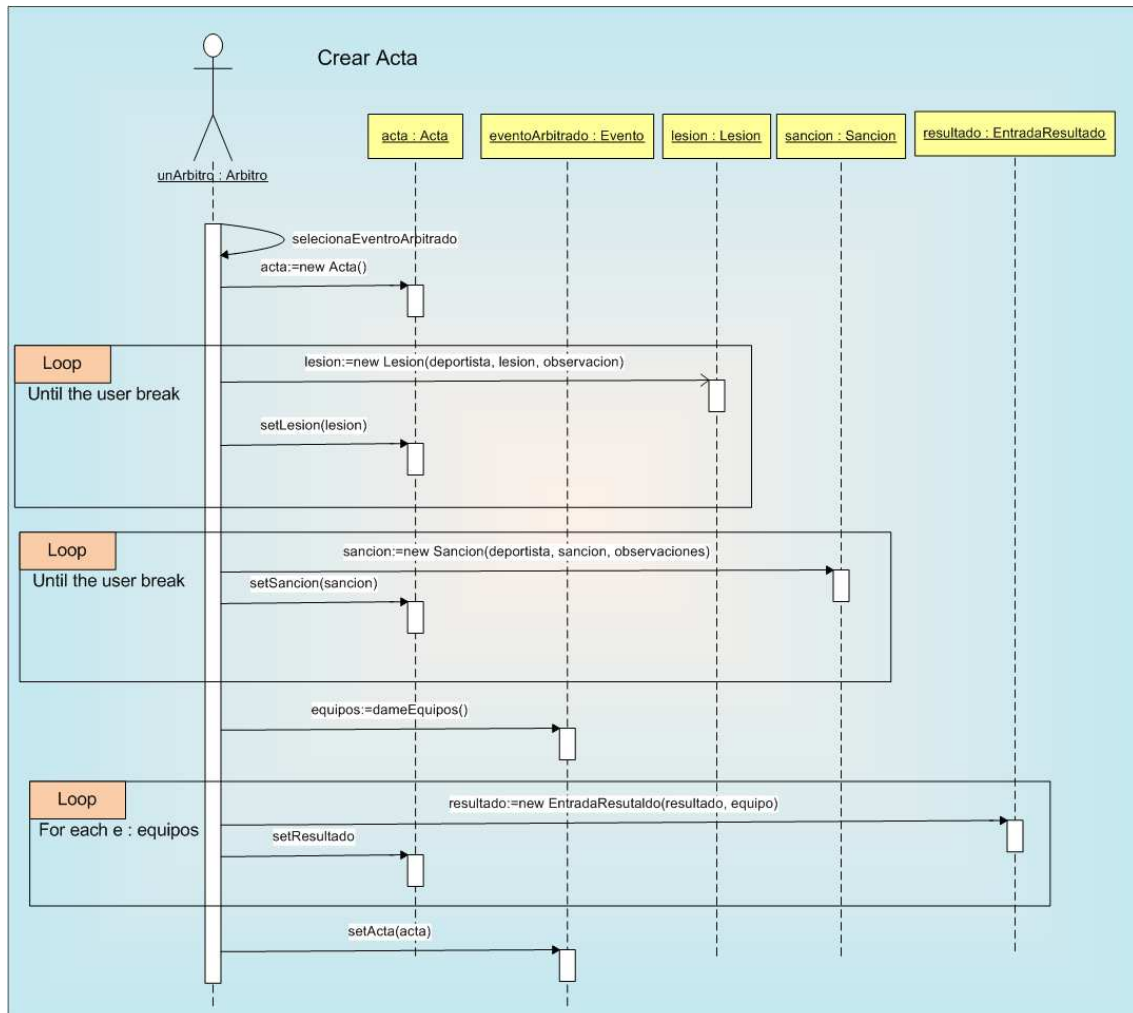 Crear Acta
acta : Acta
eventoArbitrado : Evento
lesion : Lesion
sancion : Sancion
resultado : EntradaResultado
unArbitro : Arbitro
selecionaEventroArbitrado
acta:=new Acta()
Loop
Until the user break
lesion:=new Lesion(deportista, lesion, observacion)
setLesion(lesion)
Loop
Until the user break
sancion:=new Sancion(deportista, sancion, observaciones)
setSancion(sancion)
equipos:=dameEquipos()
Loop
For each e : equipos
resultado:=new EntradaResutaldo(resultado, equipo)
setResultado
setActa(acta)